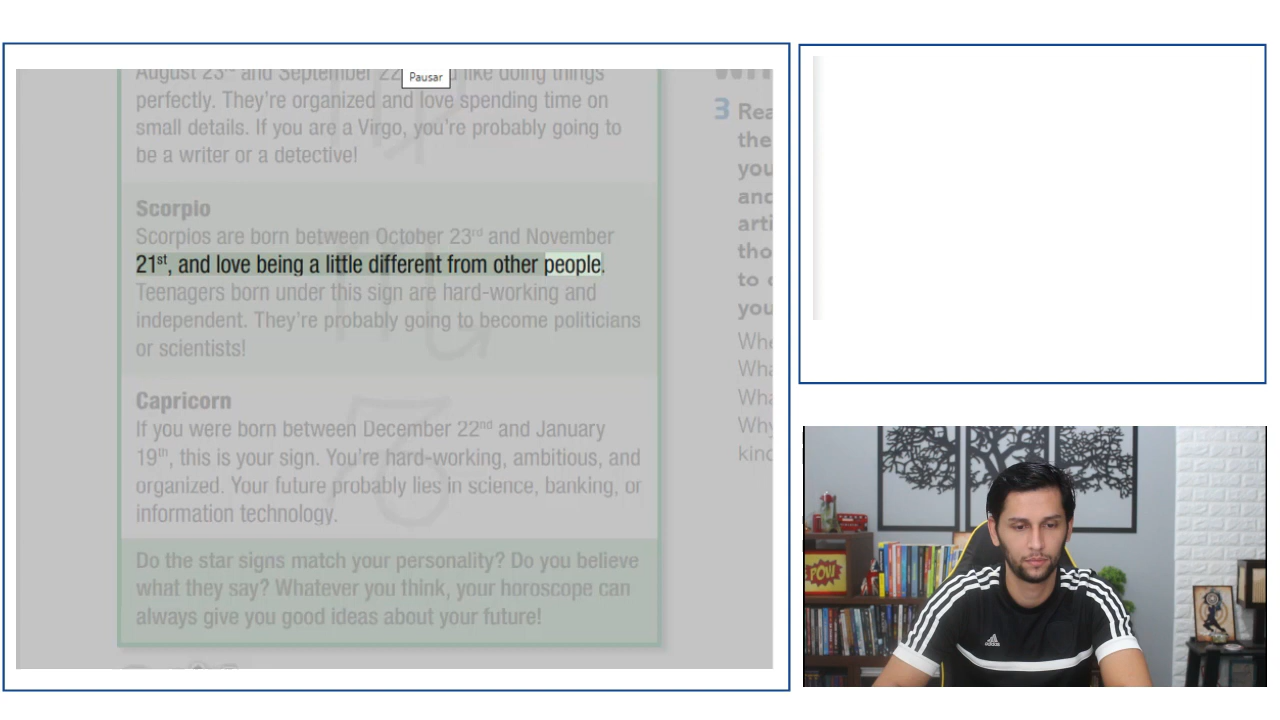 August 23rd and September 22 like doing things
Pausar
perfectly. They're organized and love spending time on
small details. If you are a Virgo, you're probably going to
be a writer or a detective!
Scorpio
Scorpios are born between October 23rd and November
21st, and love being a little different from other people.
Teenagers born under this sign are hard-working and
independent. They're probably going to become politicians
or scientists!
Capricorn
If you were born between December 22nd and January
19th, this is your sign. You're hard-working, ambitious, and
organized. Your future probably lies in science, banking, or
information technology.
Do the star signs match your personality? Do you believe
what they say? Whatever you think, your horoscope can
always give you good ideas about your future!
3 Rea
the
you
and
arti
tho
to
you
Whe
Wha
Wha
Why
kind
POW!
adidas